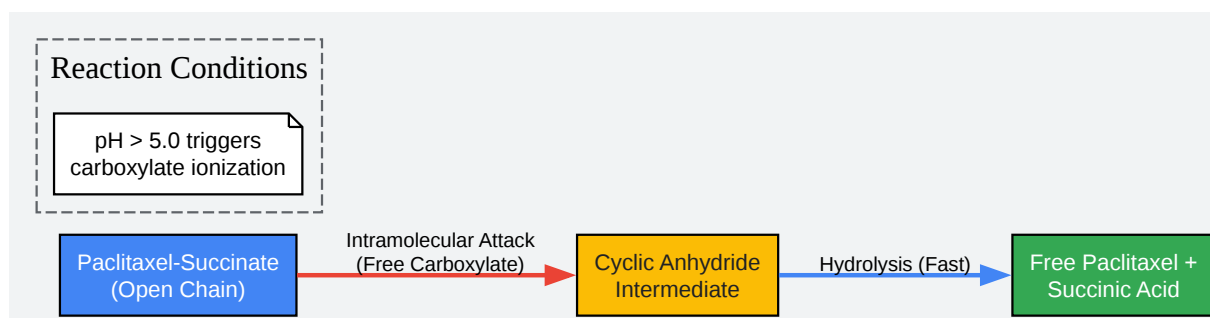 Reaction Conditions
pH > 5.0 triggers
carboxylate ionization
Paclitaxel-Succinate
(Open Chain)
Intramolecular Attack
(Free Carboxylate)
Cyclic Anhydride
Intermediate
Hydrolysis (Fast)
Free Paclitaxel +
Succinic Acid